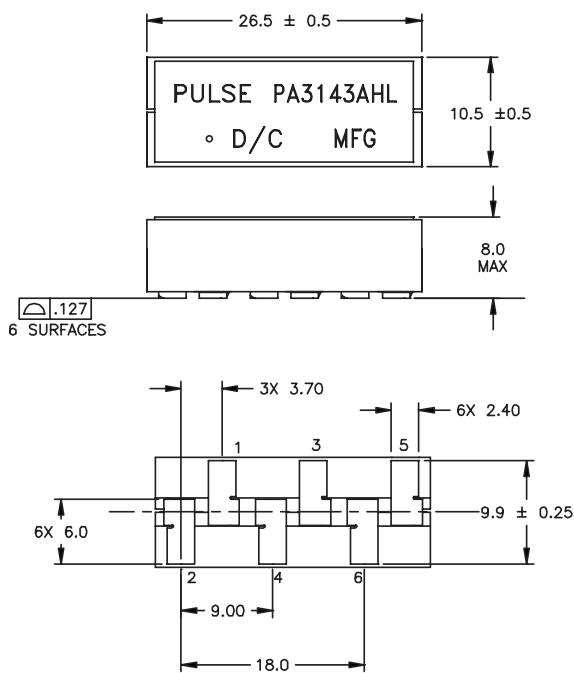 26.5 ± 0.5
PULSE PA3143AHL
10.5 ±0.5
° D/C MFG
8.0
MAX
.127
6 SURFACES
3X 3.70
6X 2.40
1 3 5
9.9 ± 0.25
6X 6.0
2 4 6
9.00
18.0